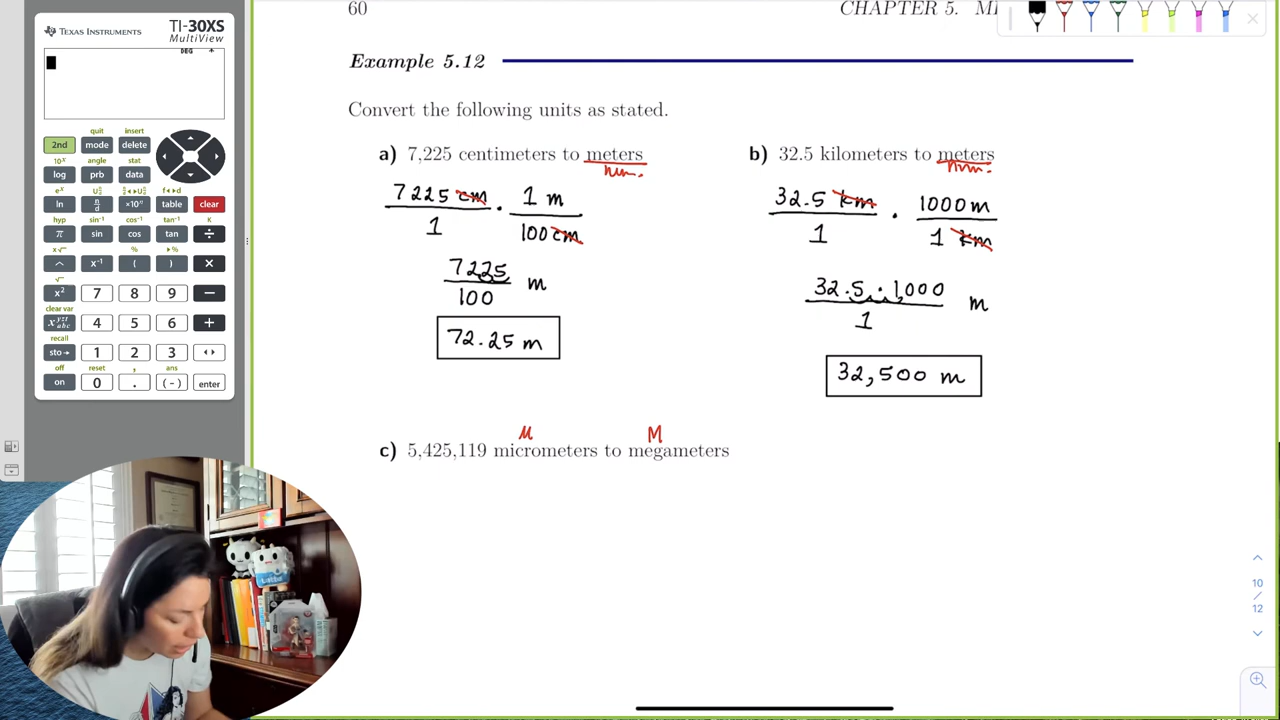 TEXAS INSTRUMENTS TI-30XS
MultiView
DEG
quit insert
2nd mode delete
10ˣ angle stat
log prb data
eˣ f◄►d
ln n/d ×10ⁿ table clear
hyp sin⁻¹ cos⁻¹ tan⁻¹ K
π sin cos tan ÷
% ►%
^ x⁻¹ ( ) ×
x² 7 8 9 −
clear var
4 5 6 +
recall
sto→ 1 2 3 ◄►
off reset , ans
on 0 . (-) enter
60 CHAPTER 5.
Example 5.12
Convert the following units as stated.
a) 7,225 centimeters to meters
num.
7225 cm / 1 · 1 m / 100 cm
7225 / 100 m
72.25 m
b) 32.5 kilometers to meters
num.
32.5 km / 1 · 1000 m / 1 km
32.5 · 1000 / 1 m
32,500 m
μ M
c) 5,425,119 micrometers to megameters
10
/
12